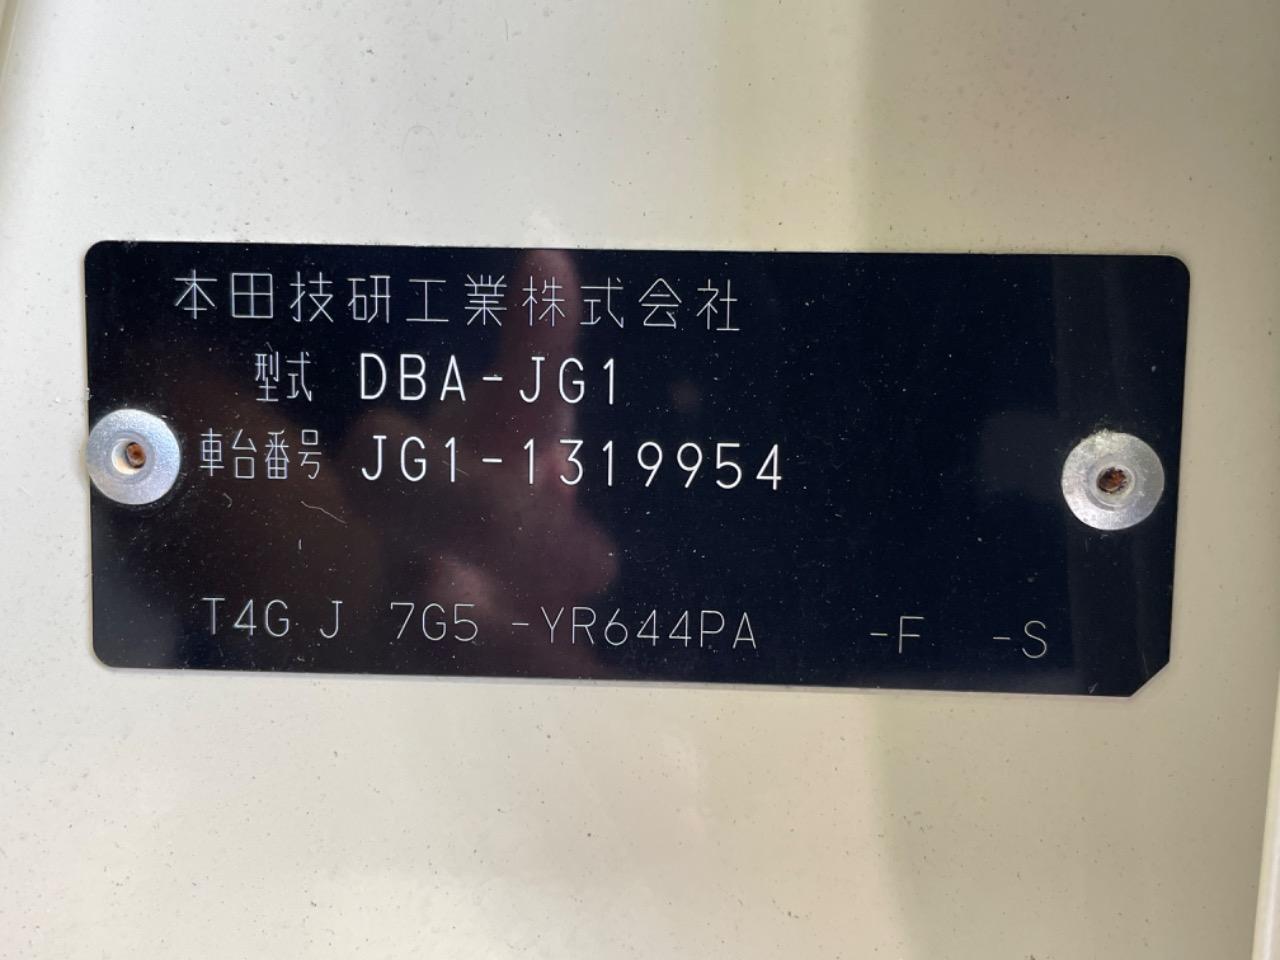 本田技研工業株式会社
型式 DBA-JG1
車台番号 JG1-1319954
T4G J 7G5 -YR644PA -F -S